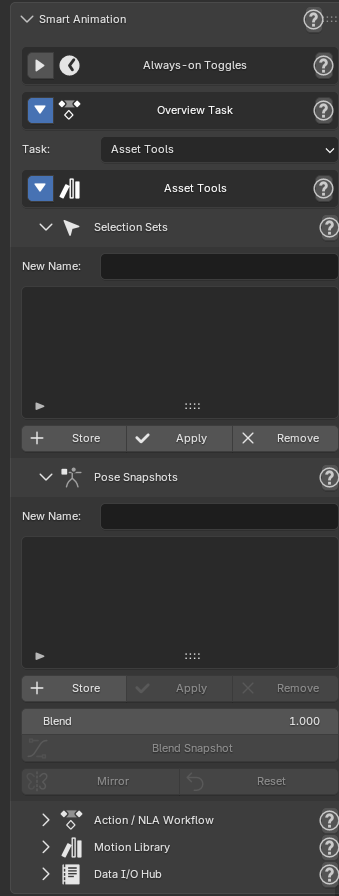 Smart Animation
Always-on Toggles
Overview Task
Task: Asset Tools
Asset Tools
Selection Sets
New Name:
Store Apply Remove
Pose Snapshots
New Name:
Store Apply Remove
Blend 1.000
Blend Snapshot
Mirror Reset
Action / NLA Workflow
Motion Library
Data I/O Hub